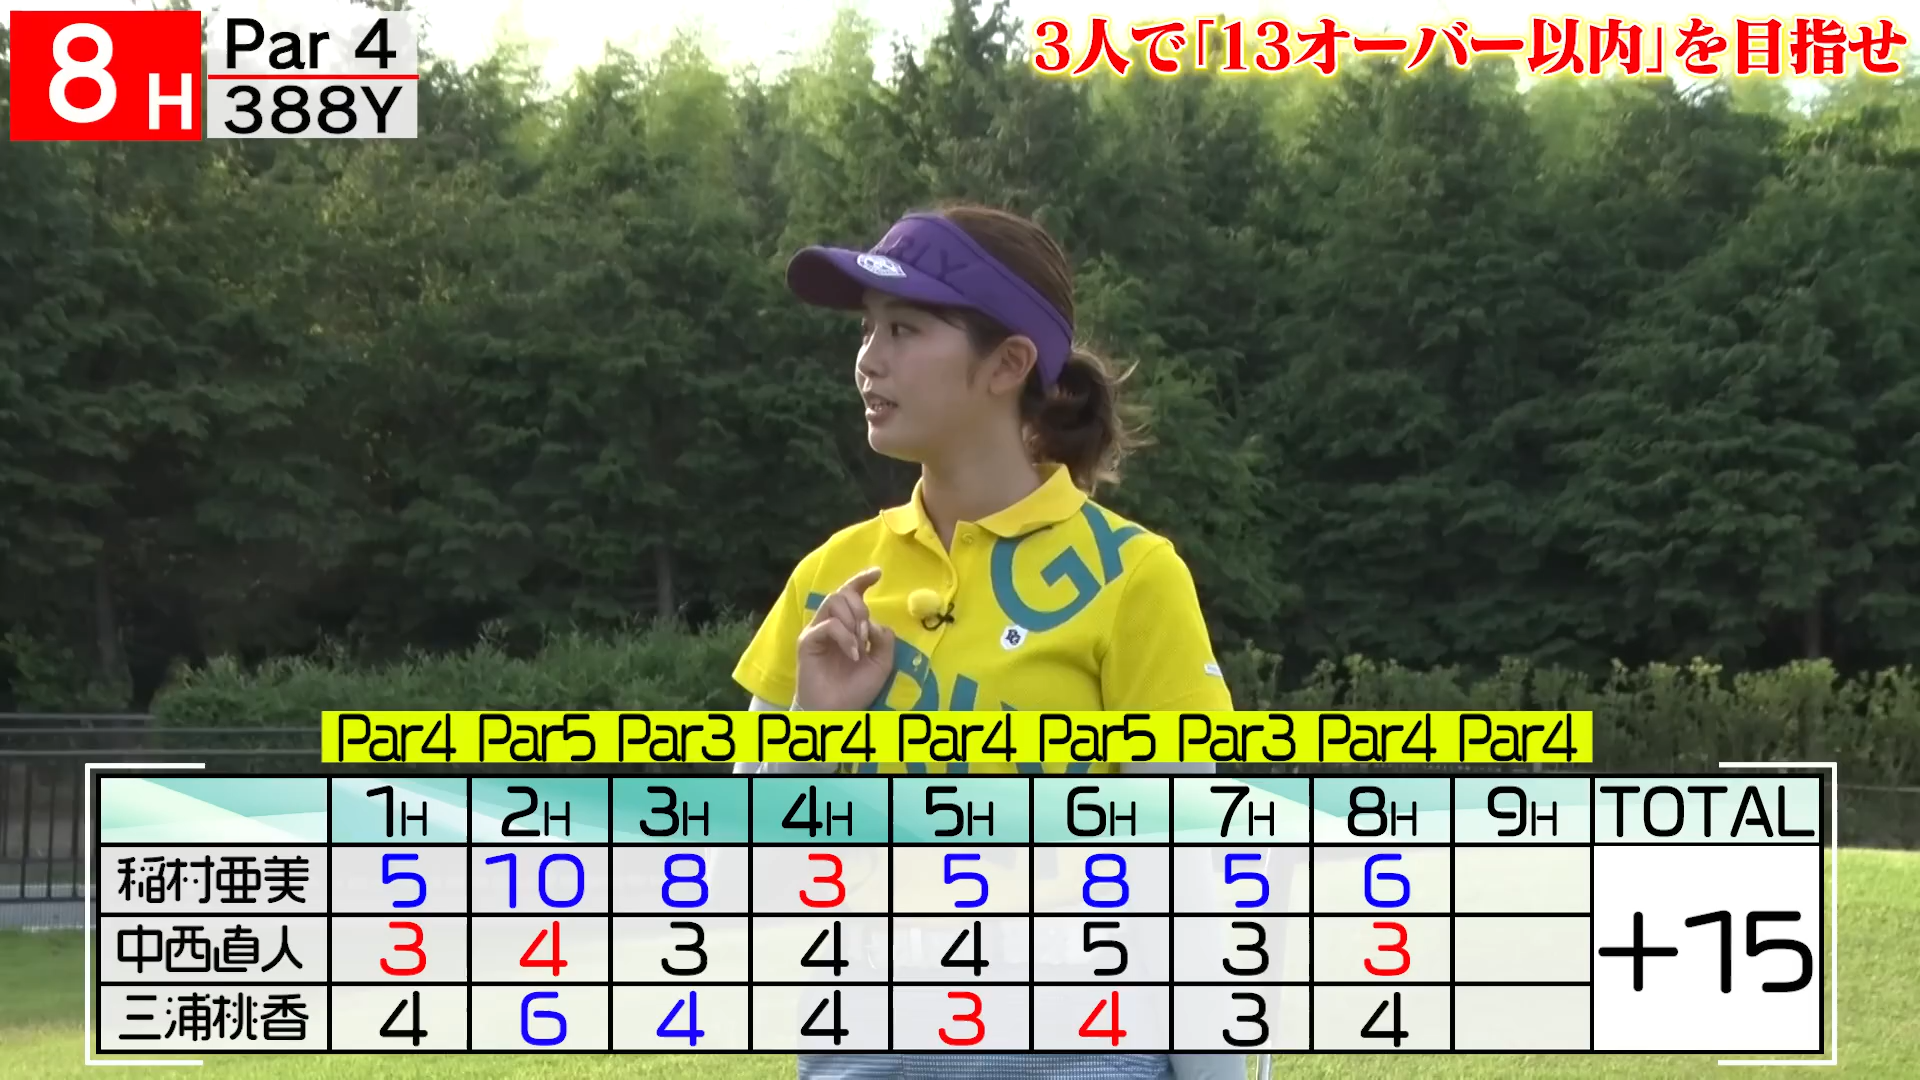 8H
Par 4
388Y
3人で「13オーバー以内」を目指せ
Par4 Par5 Par3 Par4 Par4 Par5 Par3 Par4 Par4
1H 2H 3H 4H 5H 6H 7H 8H 9H TOTAL
稲村亜美 5 10 8 3 5 8 5 6
中西直人 3 4 3 4 4 5 3 3
三浦桃香 4 6 4 4 3 4 3 4
+15